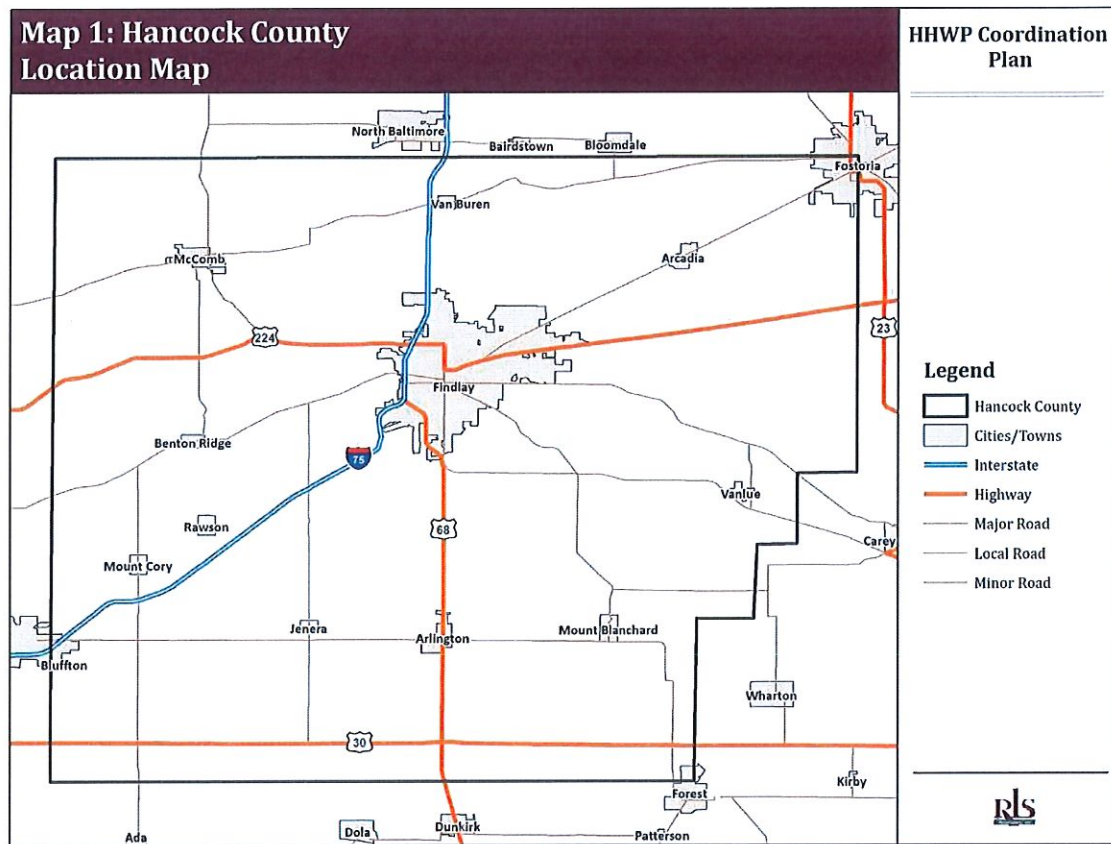 Map 1: Hancock County
Location Map
HHWP Coordination
Plan
North Baltimore
Bairdstown
Bloomdale
Fostoria
Van Buren
McComb
Arcadia
224
23
Findlay
Benton Ridge
75
Vanlue
Rawson
68
Carey
Mount Cory
Jenera
Arlington
Mount Blanchard
Bluffton
Wharton
30
Kirby
Forest
Ada
Dola
Dunkirk
Patterson
Legend
Hancock County
Cities/Towns
Interstate
Highway
Major Road
Local Road
Minor Road
RLS